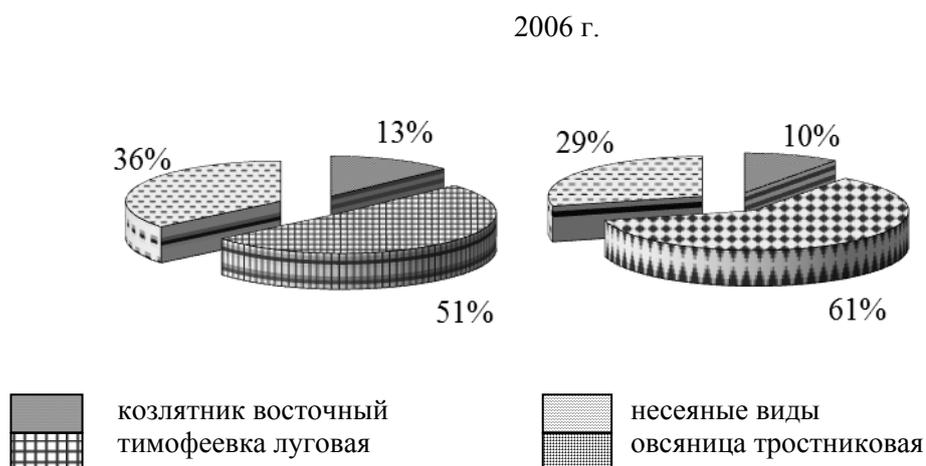 2006 г.
13%
36%
51%
10%
29%
61%
козлятник восточный
тимофеевка луговая
несеяные виды
овсяница тростниковая